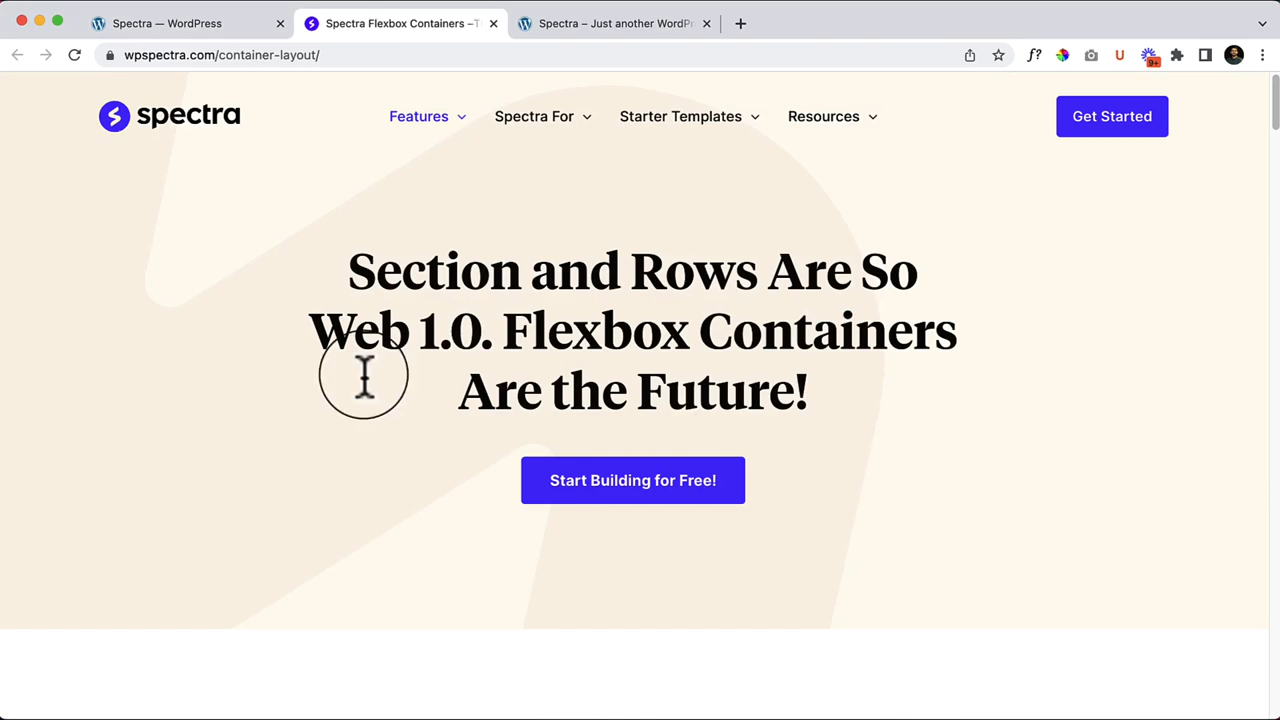 Spectra — WordPress
Spectra Flexbox Containers –
Spectra – Just another WordPr
wpspectra.com/container-layout/
f?
U
9+
spectra
Features
Spectra For
Starter Templates
Resources
Get Started
Section and Rows Are So
Web 1.0. Flexbox Containers
Are the Future!
Start Building for Free!